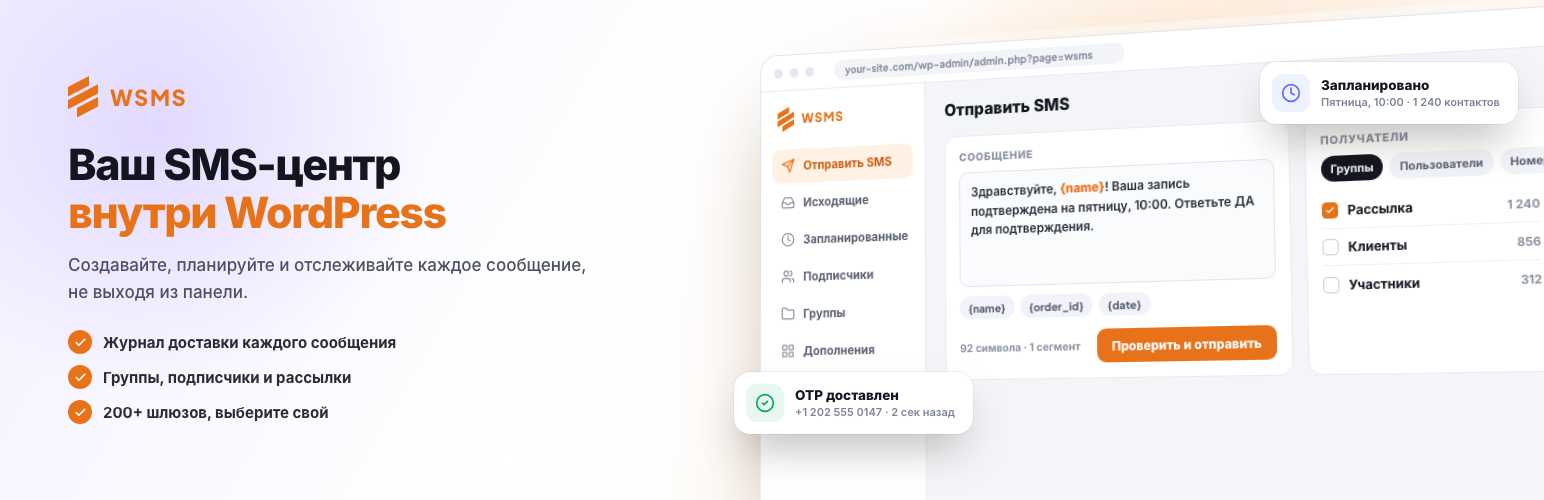 WSMS
Ваш SMS-центр
внутри WordPress
Создавайте, планируйте и отслеживайте каждое сообщение,
не выходя из панели.
Журнал доставки каждого сообщения
Группы, подписчики и рассылки
200+ шлюзов, выберите свой
your-site.com/wp-admin/admin.php?page=wsms
WSMS
Отправить SMS
Исходящие
Запланированные
Подписчики
Группы
Дополнения
Отправить SMS
СООБЩЕНИЕ
Здравствуйте, {name}! Ваша запись
подтверждена на пятницу, 10:00. Ответьте ДА
для подтверждения.
{name} {order_id} {date}
92 символа · 1 сегмент
Проверить и отправить
Запланировано
Пятница, 10:00 · 1 240 контактов
ПОЛУЧАТЕЛИ
Группы Пользователи
Рассылка 1 240
Клиенты 856
Участники 312
OTP доставлен
+1 202 555 0147 · 2 сек назад